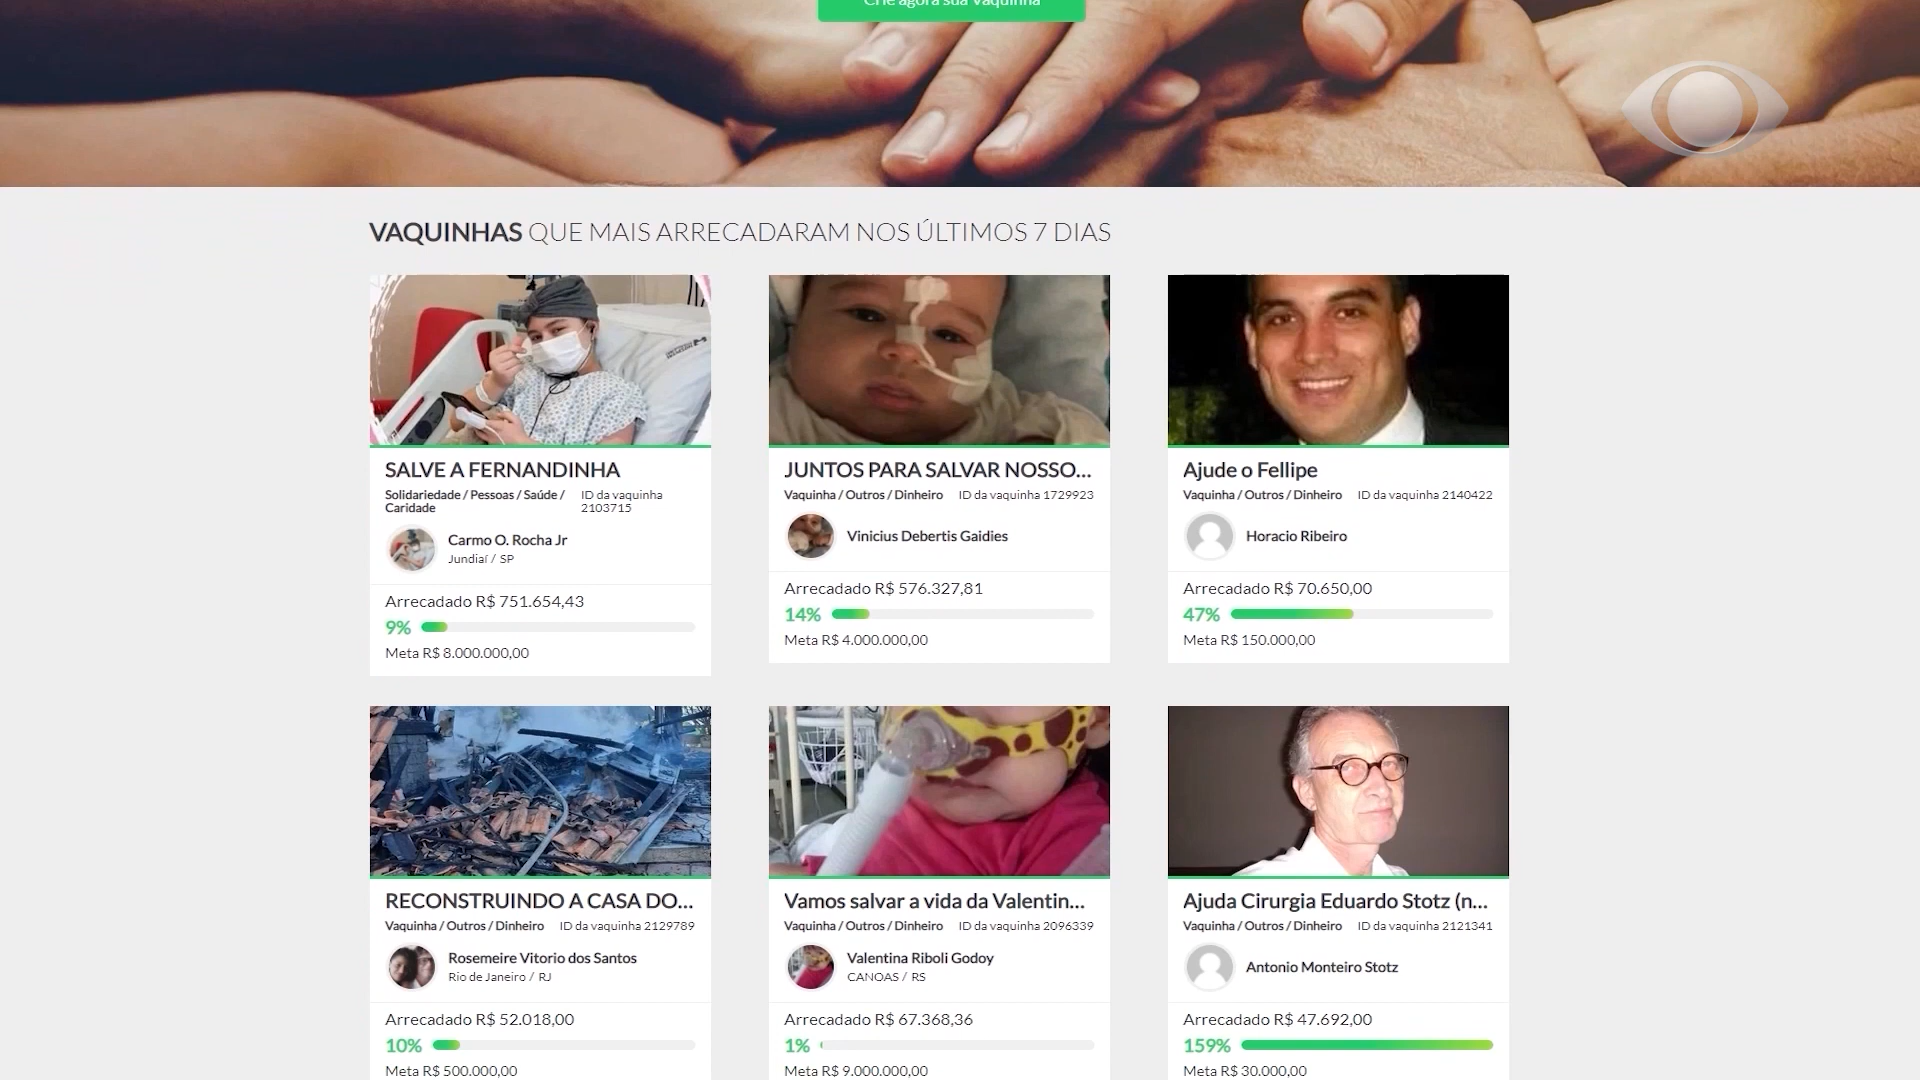 Crie agora sua Vaquinha
VAQUINHAS QUE MAIS ARRECADARAM NOS ÚLTIMOS 7 DIAS
SALVE A FERNANDINHA
Solidariedade / Pessoas / Saúde /
Caridade
ID da vaquinha
2103715
Carmo O. Rocha Jr
Jundiaí / SP
Arrecadado R$ 751.654,43
9%
Meta R$ 8.000.000,00
JUNTOS PARA SALVAR NOSSO...
Vaquinha / Outros / Dinheiro ID da vaquinha 1729923
Vinicius Debertis Gaidies
Arrecadado R$ 576.327,81
14%
Meta R$ 4.000.000,00
Ajude o Fellipe
Vaquinha / Outros / Dinheiro ID da vaquinha 2140422
Horacio Ribeiro
Arrecadado R$ 70.650,00
47%
Meta R$ 150.000,00
RECONSTRUINDO A CASA DO...
Vaquinha / Outros / Dinheiro ID da vaquinha 2129789
Rosemeire Vitorio dos Santos
Rio de Janeiro / RJ
Arrecadado R$ 52.018,00
10%
Meta R$ 500.000,00
Vamos salvar a vida da Valentin...
Vaquinha / Outros / Dinheiro ID da vaquinha 2096339
Valentina Riboli Godoy
CANOAS / RS
Arrecadado R$ 67.368,36
1%
Meta R$ 9.000.000,00
Ajuda Cirurgia Eduardo Stotz (n...
Vaquinha / Outros / Dinheiro ID da vaquinha 2121341
Antonio Monteiro Stotz
Arrecadado R$ 47.692,00
159%
Meta R$ 30.000,00